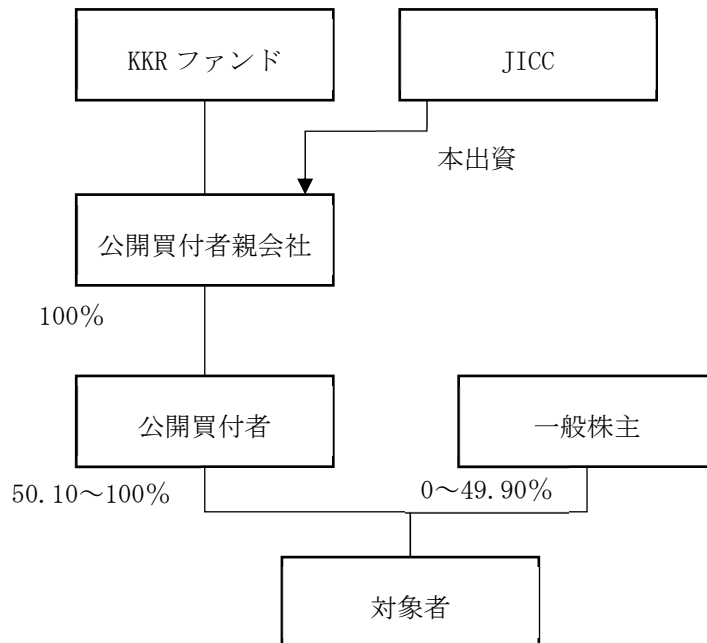 KKR ファンド
JICC
本出資
公開買付者親会社
100%
公開買付者
一般株主
50.10～100%
0～49.90%
対象者